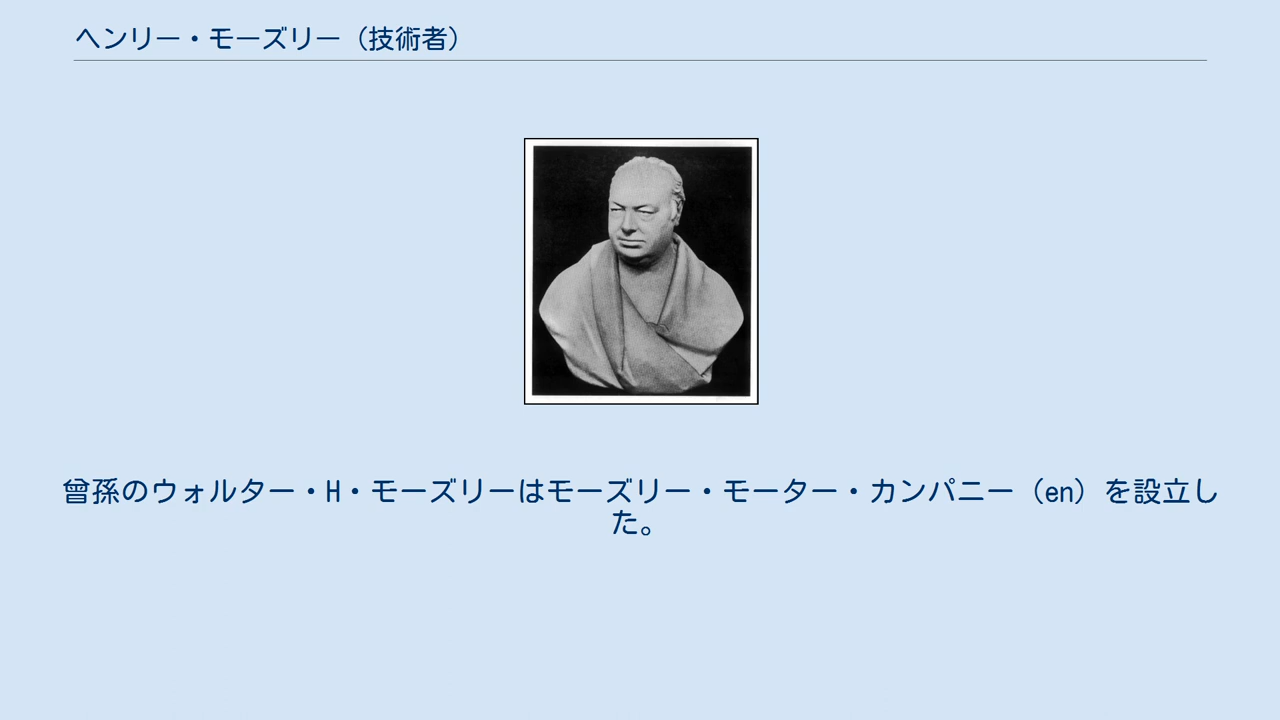 ヘンリー・モーズリー（技術者）
曾孫のウォルター・H・モーズリーはモーズリー・モーター・カンパニー（en）を設立し
た。